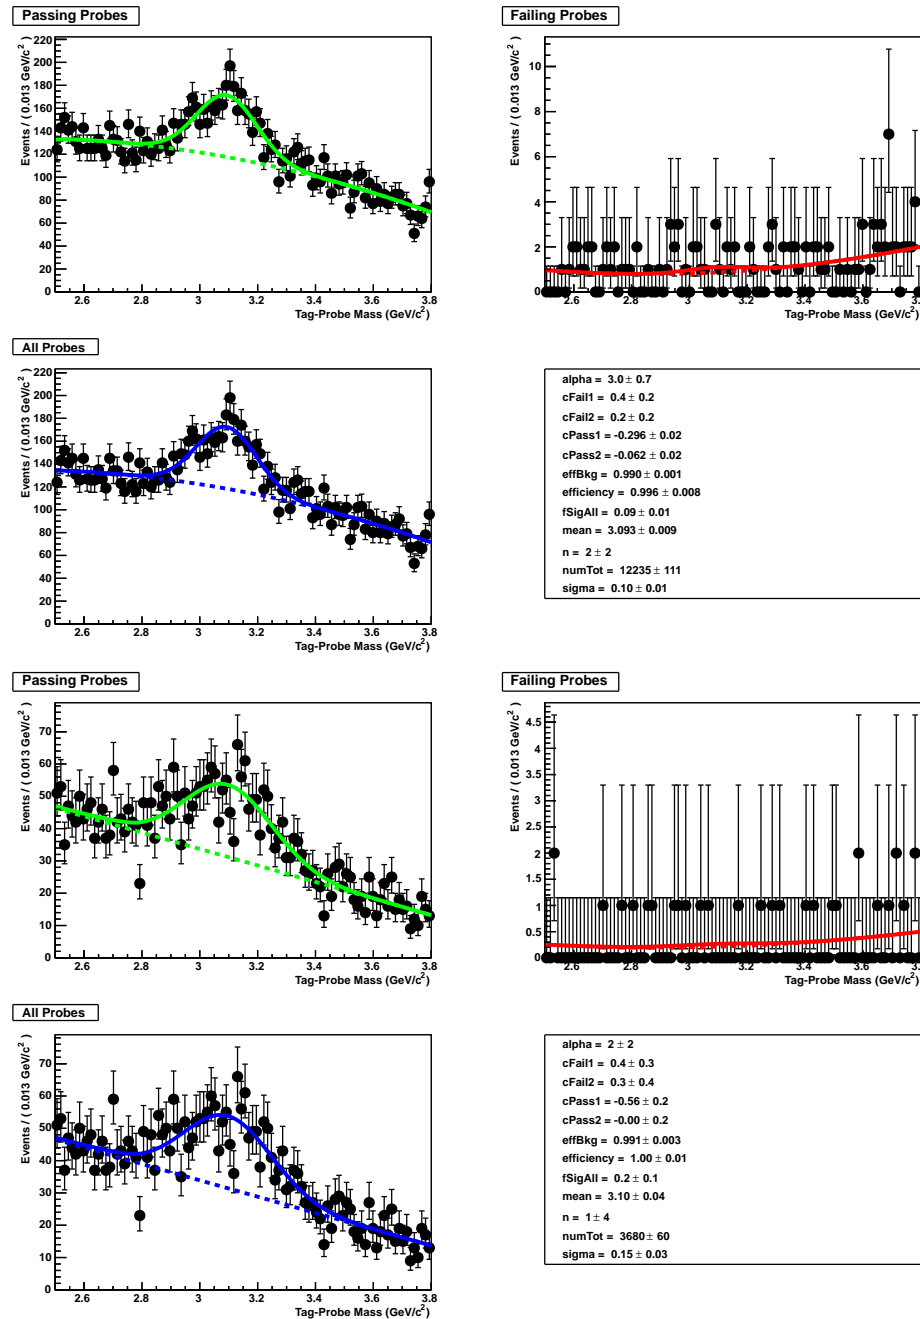 Passing Probes
Events / ( 0.013 GeV/c² )
220
200
180
160
140
120
100
80
60
40
20
0
2.6 2.8 3 3.2 3.4 3.6 3.8
Tag-Probe Mass (GeV/c²)
Failing Probes
Events / ( 0.013 GeV/c² )
10
8
6
4
2
0
2.6 2.8 3 3.2 3.4 3.6
Tag-Probe Mass (GeV/c²)
All Probes
Events / ( 0.013 GeV/c² )
220
200
180
160
140
120
100
80
60
40
20
0
2.6 2.8 3 3.2 3.4 3.6 3.8
Tag-Probe Mass (GeV/c²)
alpha = 3.0 ± 0.7
cFail1 = 0.4 ± 0.2
cFail2 = 0.2 ± 0.2
cPass1 = -0.296 ± 0.02
cPass2 = -0.062 ± 0.02
effBkg = 0.990 ± 0.001
efficiency = 0.996 ± 0.008
fSigAll = 0.09 ± 0.01
mean = 3.093 ± 0.009
n = 2 ± 2
numTot = 12235 ± 111
sigma = 0.10 ± 0.01
Passing Probes
Events / ( 0.013 GeV/c² )
70
60
50
40
30
20
10
0
2.6 2.8 3 3.2 3.4 3.6 3.8
Tag-Probe Mass (GeV/c²)
Failing Probes
Events / ( 0.013 GeV/c² )
4.5
4
3.5
3
2.5
2
1.5
1
0.5
0
2.6 2.8 3 3.2 3.4 3.6
Tag-Probe Mass (GeV/c²)
All Probes
Events / ( 0.013 GeV/c² )
70
60
50
40
30
20
10
0
2.6 2.8 3 3.2 3.4 3.6 3.8
Tag-Probe Mass (GeV/c²)
alpha = 2 ± 2
cFail1 = 0.4 ± 0.3
cFail2 = 0.3 ± 0.4
cPass1 = -0.56 ± 0.2
cPass2 = -0.00 ± 0.2
effBkg = 0.991 ± 0.003
efficiency = 1.00 ± 0.01
fSigAll = 0.2 ± 0.1
mean = 3.10 ± 0.04
n = 1 ± 4
numTot = 3680 ± 60
sigma = 0.15 ± 0.03